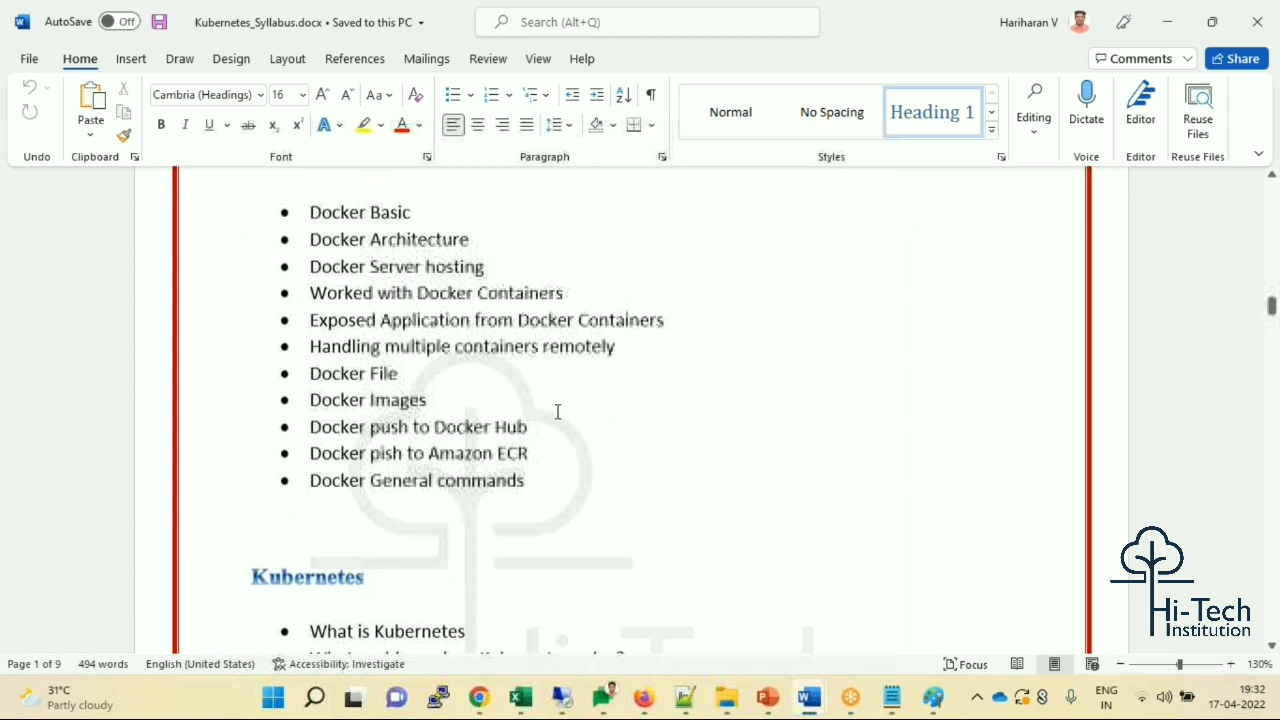 AutoSave Off Kubernetes_Syllabus.docx • Saved to this PC Search (Alt+Q) Hariharan V
File Home Insert Draw Design Layout References Mailings Review View Help Comments Share
Cambria (Headings) 16 Aa
Paste B I U ab x₂ x² A A Normal No Spacing Heading 1 Editing Dictate Editor Reuse Files
Undo Clipboard Font Paragraph Styles Voice Editor Reuse Files
• Docker Basic
• Docker Architecture
• Docker Server hosting
• Worked with Docker Containers
• Exposed Application from Docker Containers
• Handling multiple containers remotely
• Docker File
• Docker Images
• Docker push to Docker Hub
• Docker pish to Amazon ECR
• Docker General commands
Kubernetes
• What is Kubernetes
Hi-Tech
Institution
Page 1 of 9 494 words English (United States) Accessibility: Investigate Focus 130%
31°C
Partly cloudy
ENG
IN
19:32
17-04-2022